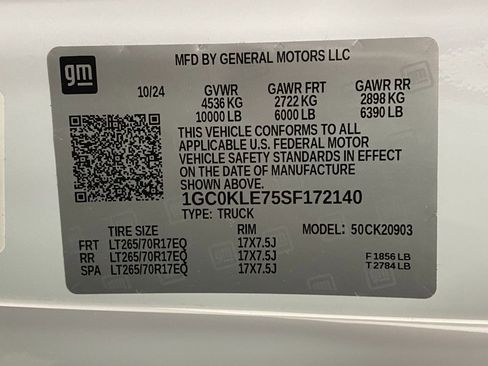 gm
MFD BY GENERAL MOTORS LLC
10/24 GVWR GAWR FRT GAWR RR
4536 KG 2722 KG 2898 KG
10000 LB 6000 LB 6390 LB
THIS VEHICLE CONFORMS TO ALL
APPLICABLE U.S. FEDERAL MOTOR
VEHICLE SAFETY STANDARDS IN EFFECT
ON THE DATE OF MANUFACTURE
SHOWN ABOVE.
1GC0KLE75SF172140
TYPE: TRUCK
TIRE SIZE RIM MODEL: 50CK20903
FRT LT265/70R17EQ 17X7.5J
RR LT265/70R17EQ 17X7.5J F 1856 LB
SPA LT265/70R17EQ 17X7.5J T 2784 LB